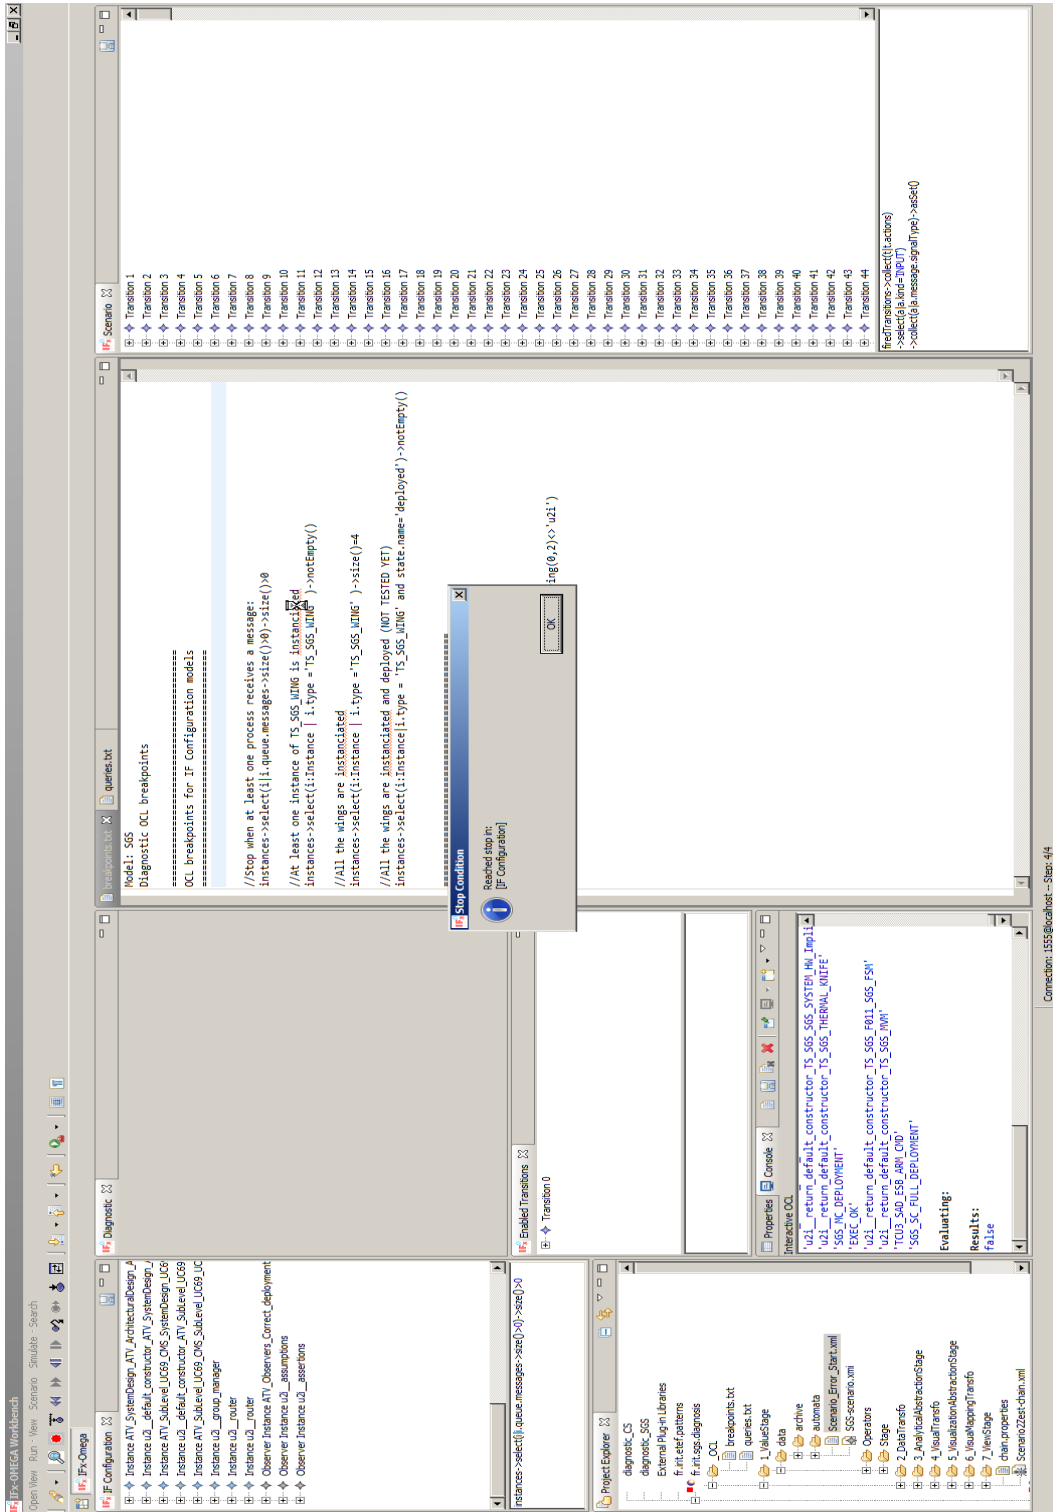 IFx-OMEGA Workbench
Open View Run - View Scenario Simulate - Search
IFx-Omega
IF Configuration
Instance ATV_SystemDesign_ATV_ArchitecturalDesign_A
Instance u2i__default_constructor_ATV_SystemDesign_
Instance ATV_SubLevel_UC69_CMS_SystemDesign_UC6
Instance u2i__default_constructor_ATV_SubLevel_UC69
Instance ATV_SubLevel_UC69_CMS_SubLevel_UC69_UC
Instance u2i__group_manager
Instance u2i__router
Instance u2i__router
Observer Instance ATV_Observers_Correct_deployment
Observer Instance u2i__assumptions
Observer Instance u2i__assertions
instances->select(i|i.queue.messages->size()>0)->size()>0
Project Explorer
diagnostic_CS
diagnostic_SGS
External Plug-in Libraries
fr.irit.etef.patterns
fr.irit.sgs.diagnosis
OCL
breakpoints.txt
queries.txt
1_ValueStage
data
archive
automata
Scenario_Error_Start.xml
SGS-scenario.xmi
Operators
Stage
2_DataTransfo
3_AnalyticalAbstractionStage
4_VisualTransfo
5_VisualizationAbstractionStage
6_VisualMappingTransfo
7_ViewStage
chain.properties
Scenario2Zest-chain.xml
Diagnostic
Enabled Transitions
Transition 0
Properties
Console
Interactive OCL
'u2i__return_default_constructor_TS_SGS_SGS_SYSTEM_HW_Impli
'u2i__return_default_constructor_TS_SGS_THERMAL_KNIFE'
'SGS_MC_DEPLOYMENT'
'EXEC_OK'
'u2i__return_default_constructor_TS_SGS_F011_SGS_FSM'
'u2i__return_default_constructor_TS_SGS_MVM'
'TCU3_SAD_ESB_ARM_CMD'
'SGS_SC_FULL_DEPLOYMENT'
Evaluating:
Results:
false
breakpoints.txt
queries.txt
Model: SGS
Diagnostic OCL breakpoints
OCL breakpoints for IF Configuration models
//Stop when at least one process receives a message:
instances->select(i|i.queue.messages->size()>0)->size()>0
//At least one instance of TS_SGS_WING is instanciated
instances->select(i:Instance | i.type ='TS_SGS_WING' )->notEmpty()
//All the wings are instanciated
instances->select(i:Instance | i.type ='TS_SGS_WING' )->size()=4
//All the wings are instanciated and deployed (NOT TESTED YET)
instances->select(i:Instance|i.type = 'TS_SGS_WING' and state.name='deployed')->notEmpty()
ing(0,2)<>'u2i')
Stop Condition
Reached stop in:
[IF Configuration]
OK
Scenario
Transition 1
Transition 2
Transition 3
Transition 4
Transition 5
Transition 6
Transition 7
Transition 8
Transition 9
Transition 10
Transition 11
Transition 12
Transition 13
Transition 14
Transition 15
Transition 16
Transition 17
Transition 18
Transition 19
Transition 20
Transition 21
Transition 22
Transition 23
Transition 24
Transition 25
Transition 26
Transition 27
Transition 28
Transition 29
Transition 30
Transition 31
Transition 32
Transition 33
Transition 34
Transition 35
Transition 36
Transition 37
Transition 38
Transition 39
Transition 40
Transition 41
Transition 42
Transition 43
Transition 44
firedTransitions->collect(t|t.actions)
->select(a|a.kind='INPUT')
->collect(a|a.message.signalType)->asSet()
Connection: 1555@localhost -- Step: 4/4